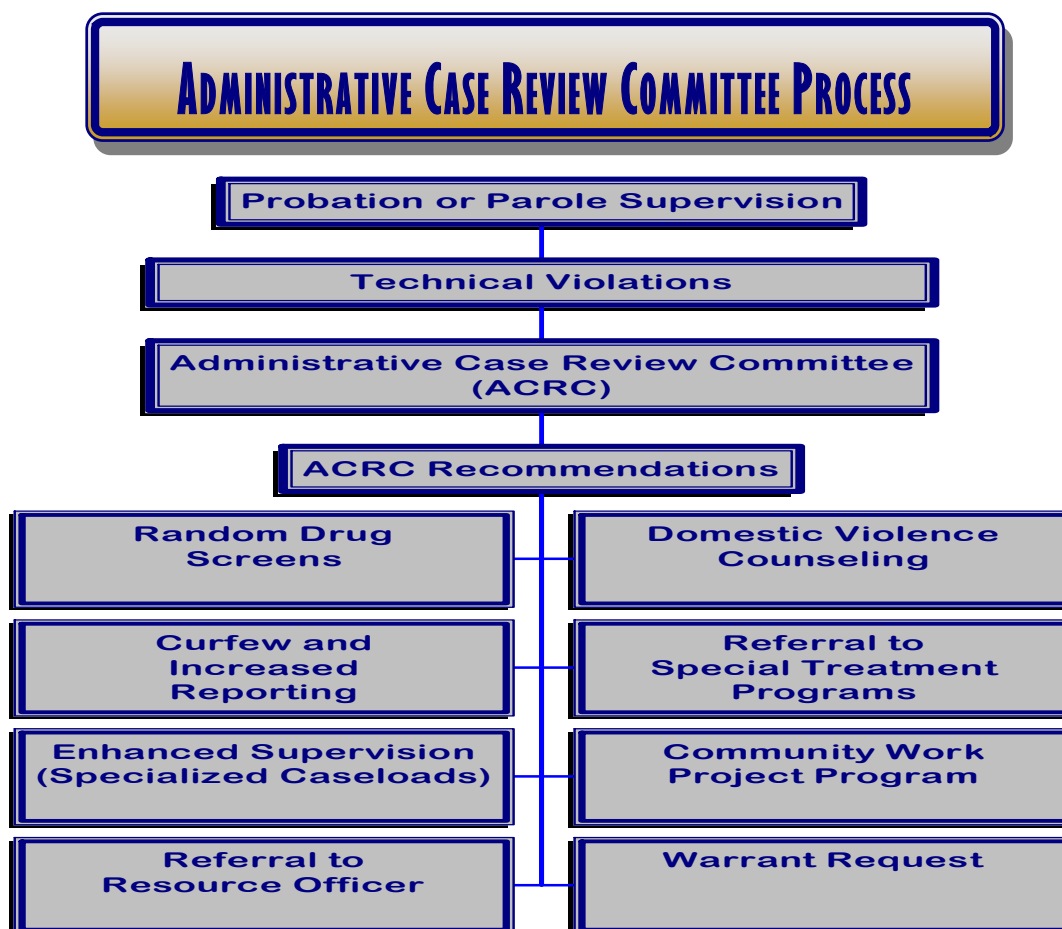 ADMINISTRATIVE CASE REVIEW COMMITTEE PROCESS
Probation or Parole Supervision
Technical Violations
Administrative Case Review Committee
(ACRC)
ACRC Recommendations
Random Drug
Screens
Domestic Violence
Counseling
Curfew and
Increased
Reporting
Referral to
Special Treatment
Programs
Enhanced Supervision
(Specialized Caseloads)
Community Work
Project Program
Referral to
Resource Officer
Warrant Request